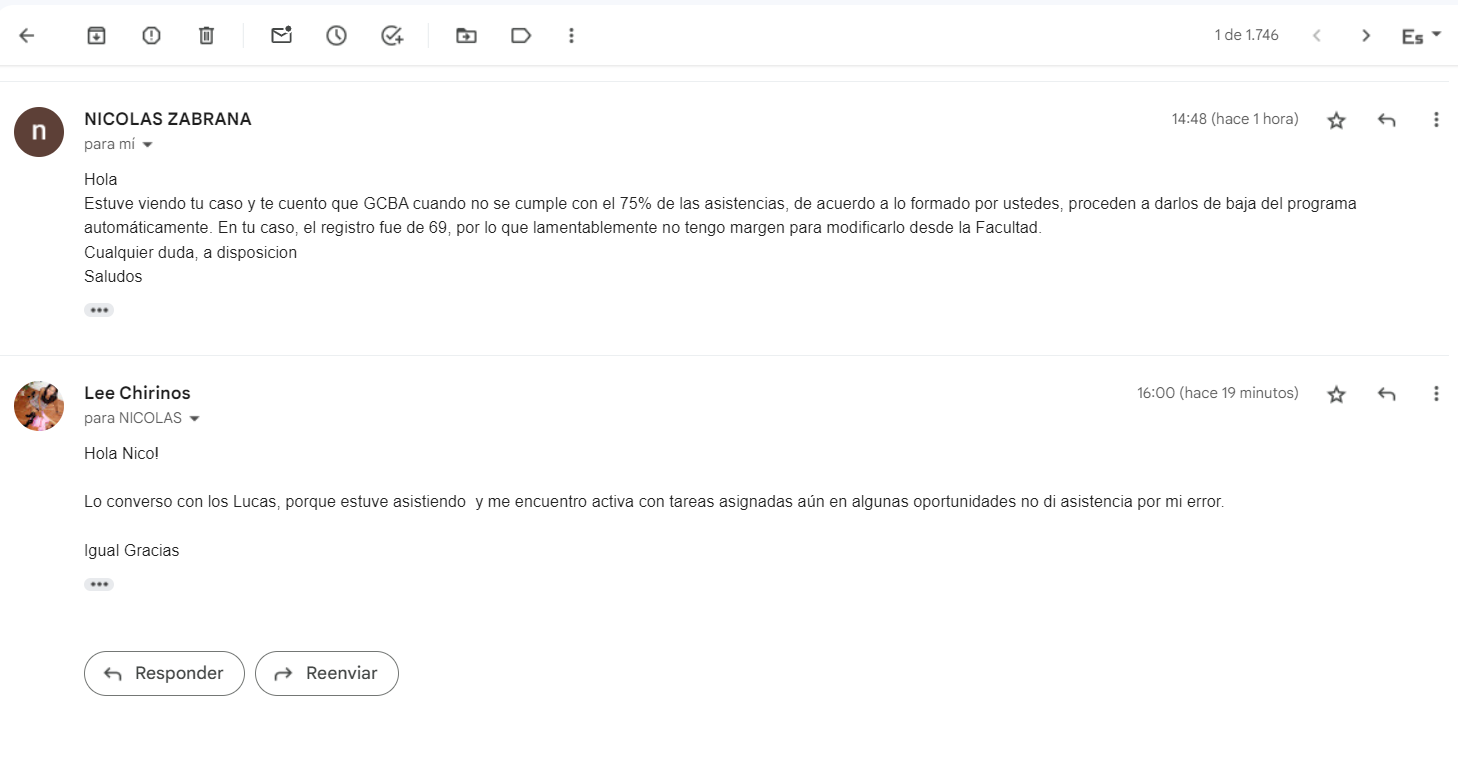 1 de 1.746
Es
n
NICOLAS ZABRANA
14:48 (hace 1 hora)
para mí
Hola
Estuve viendo tu caso y te cuento que GCBA cuando no se cumple con el 75% de las asistencias, de acuerdo a lo formado por ustedes, proceden a darlos de baja del programa
automáticamente. En tu caso, el registro fue de 69, por lo que lamentablemente no tengo margen para modificarlo desde la Facultad.
Cualquier duda, a disposicion
Saludos
Lee Chirinos
16:00 (hace 19 minutos)
para NICOLAS
Hola Nico!
Lo converso con los Lucas, porque estuve asistiendo  y me encuentro activa con tareas asignadas aún en algunas oportunidades no di asistencia por mi error.
Igual Gracias
Responder
Reenviar